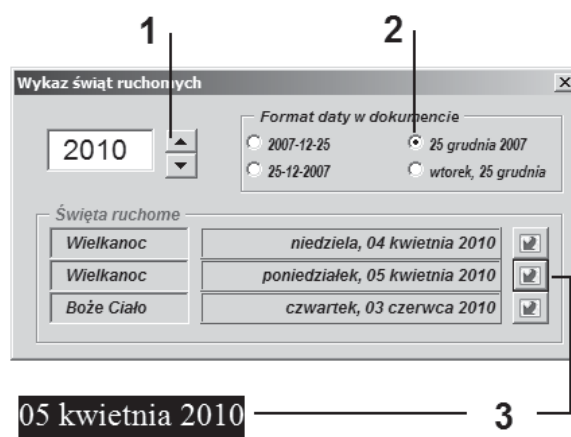 1 2
Wykaz świąt ruchomych
2010
Format daty w dokumencie
2007-12-25 25 grudnia 2007
25-12-2007 wtorek, 25 grudnia
Święta ruchome
Wielkanoc niedziela, 04 kwietnia 2010
Wielkanoc poniedziałek, 05 kwietnia 2010
Boże Ciało czwartek, 03 czerwca 2010
05 kwietnia 2010 3